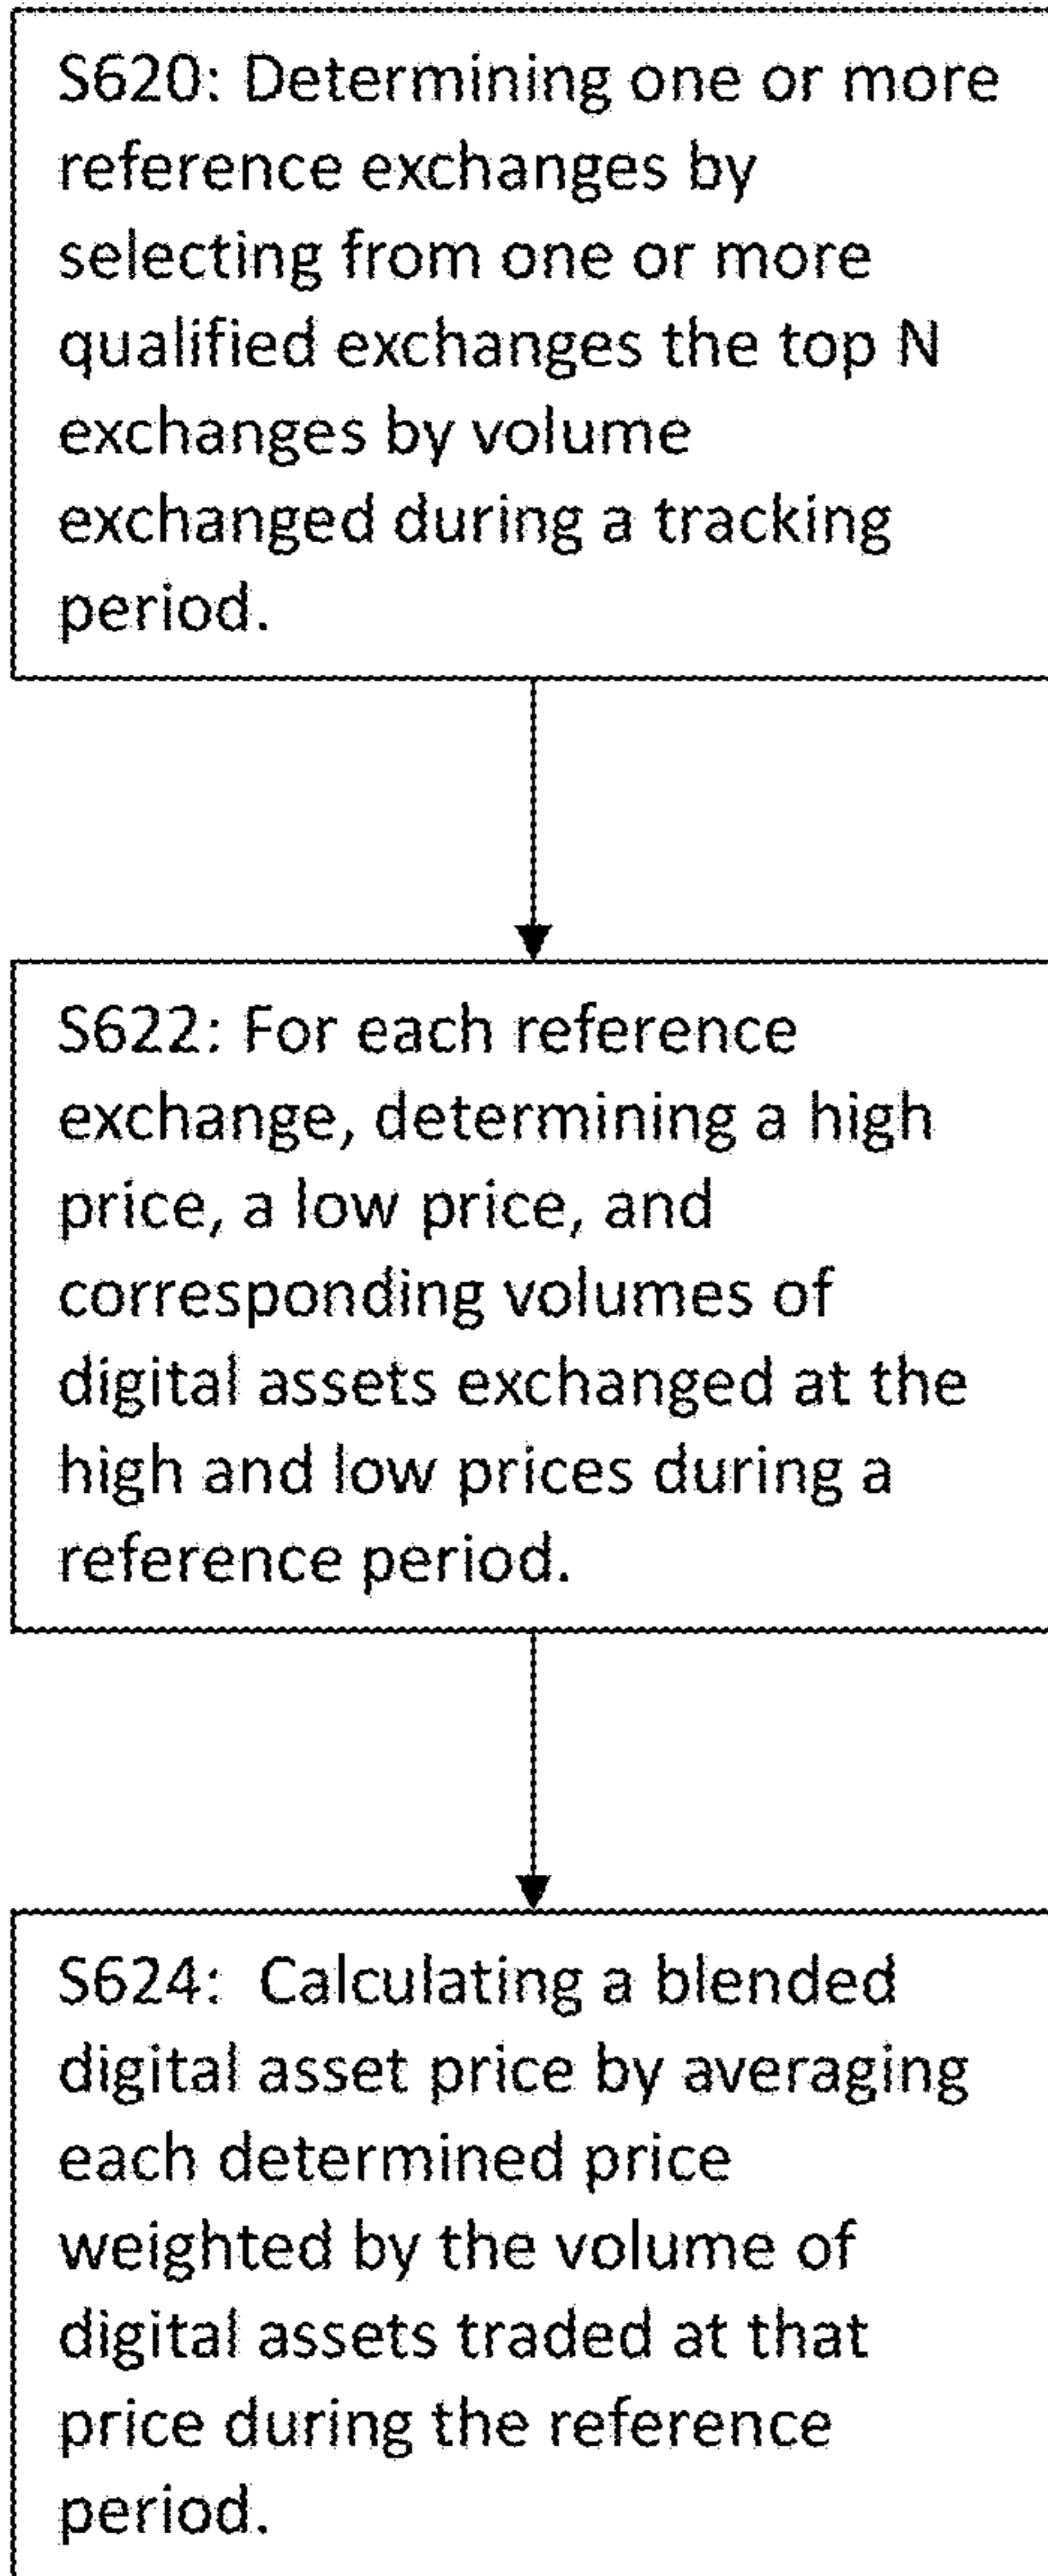 S620: Determining one or more
reference exchanges by
selecting from one or more
qualified exchanges the top N
exchanges by volume
exchanged during a tracking
period.
S622: For each reference
exchange, determining a high
price, a low price, and
corresponding volumes of
digital assets exchanged at the
high and low prices during a
reference period.
S624:  Calculating a blended
digital asset price by averaging
each determined price
weighted by the volume of
digital assets traded at that
price during the reference
period.